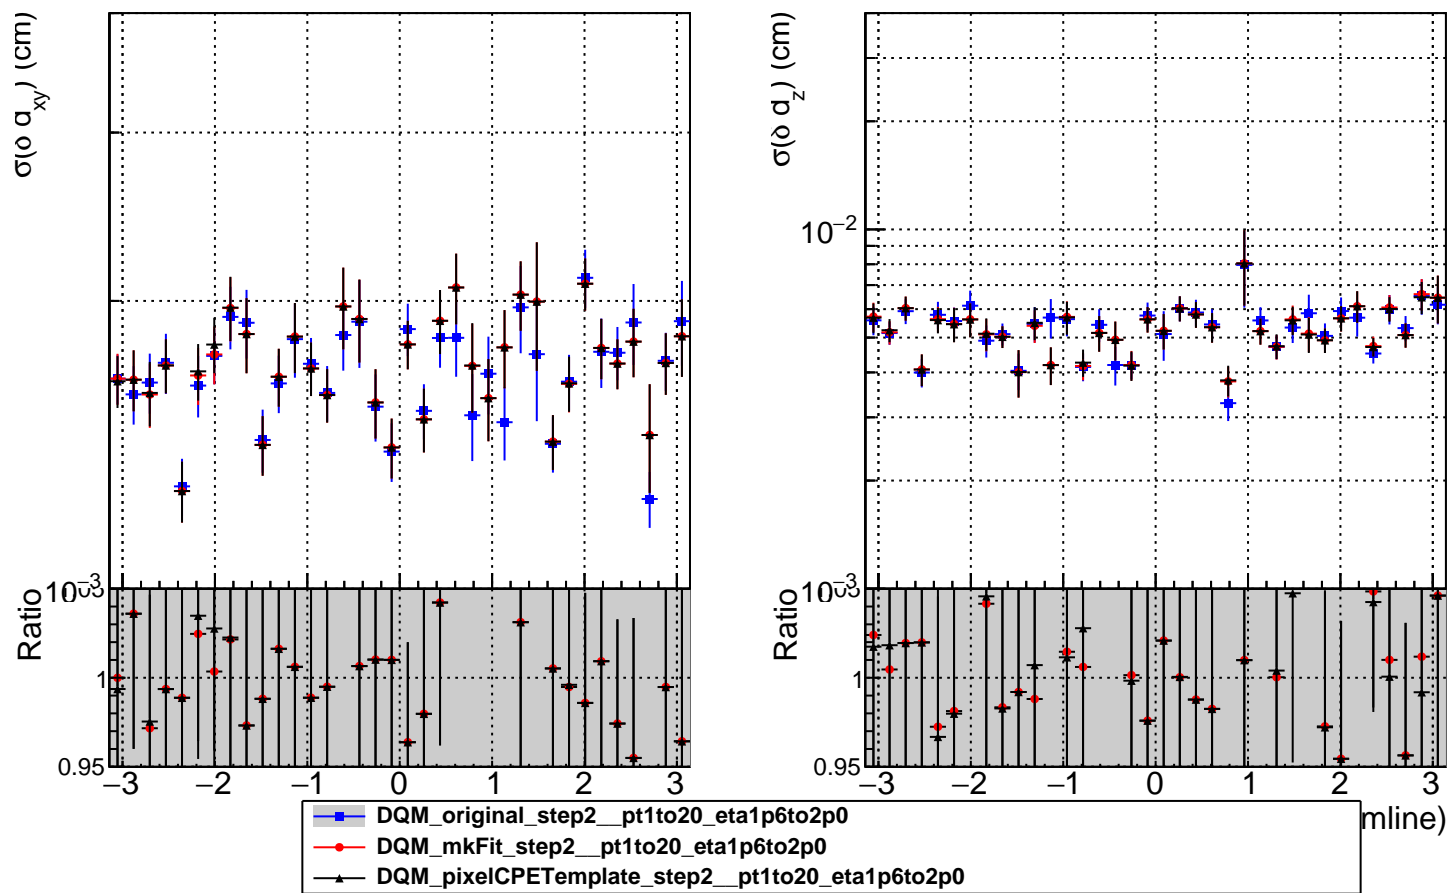 σ(δ d_xy) (cm)
10^−3
Ratio
1
0.95
−3 −2 −1 0 1 2 3
σ(δ d_z) (cm)
10^−2
10^−3
Ratio
1
0.95
−3 −2 −1 0 1 2 3
mline)
DQM_original_step2__pt1to20_eta1p6to2p0
DQM_mkFit_step2__pt1to20_eta1p6to2p0
DQM_pixelCPETemplate_step2__pt1to20_eta1p6to2p0